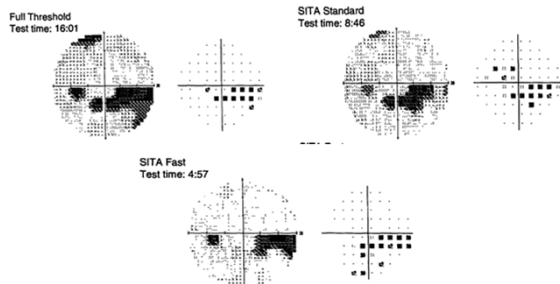 Full Threshold
Test time: 16:01
SITA Standard
Test time: 8:46
SITA Fast
Test time: 4:57